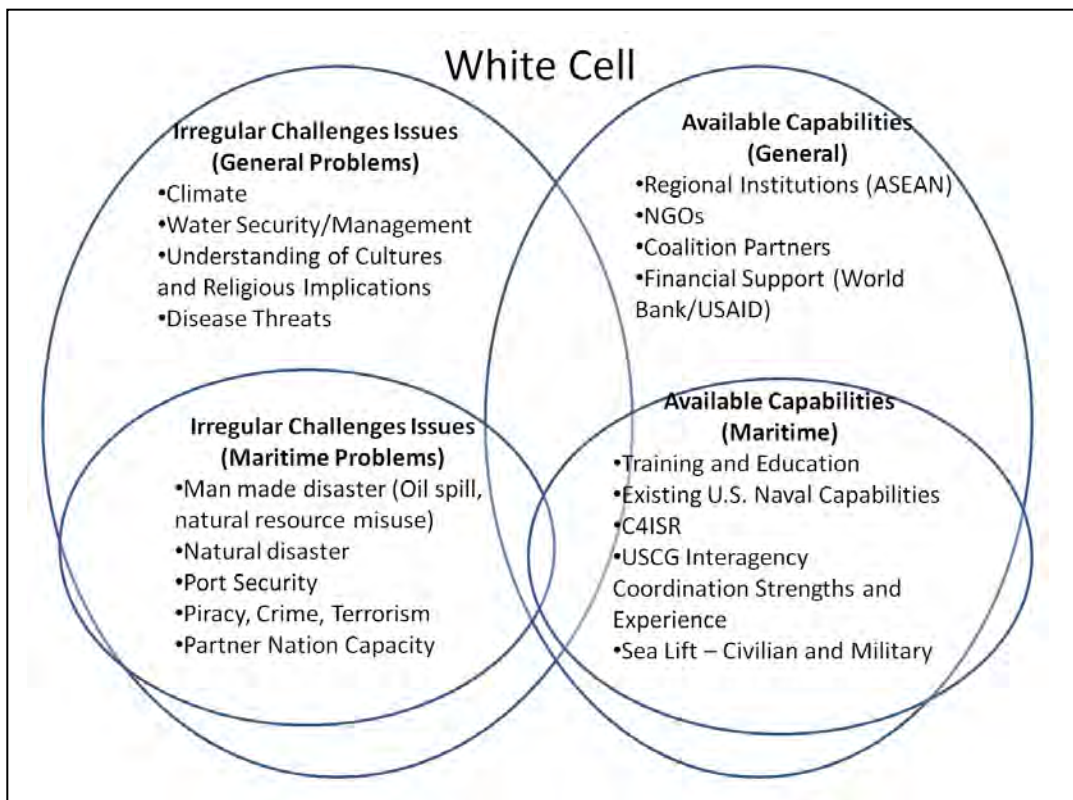 White Cell
Irregular Challenges Issues
(General Problems)
•Climate
•Water Security/Management
•Understanding of Cultures
and Religious Implications
•Disease Threats
Available Capabilities
(General)
•Regional Institutions (ASEAN)
•NGOs
•Coalition Partners
•Financial Support (World
Bank/USAID)
Irregular Challenges Issues
(Maritime Problems)
•Man made disaster (Oil spill,
natural resource misuse)
•Natural disaster
•Port Security
•Piracy, Crime, Terrorism
•Partner Nation Capacity
Available Capabilities
(Maritime)
•Training and Education
•Existing U.S. Naval Capabilities
•C4ISR
•USCG Interagency
Coordination Strengths and
Experience
•Sea Lift – Civilian and Military